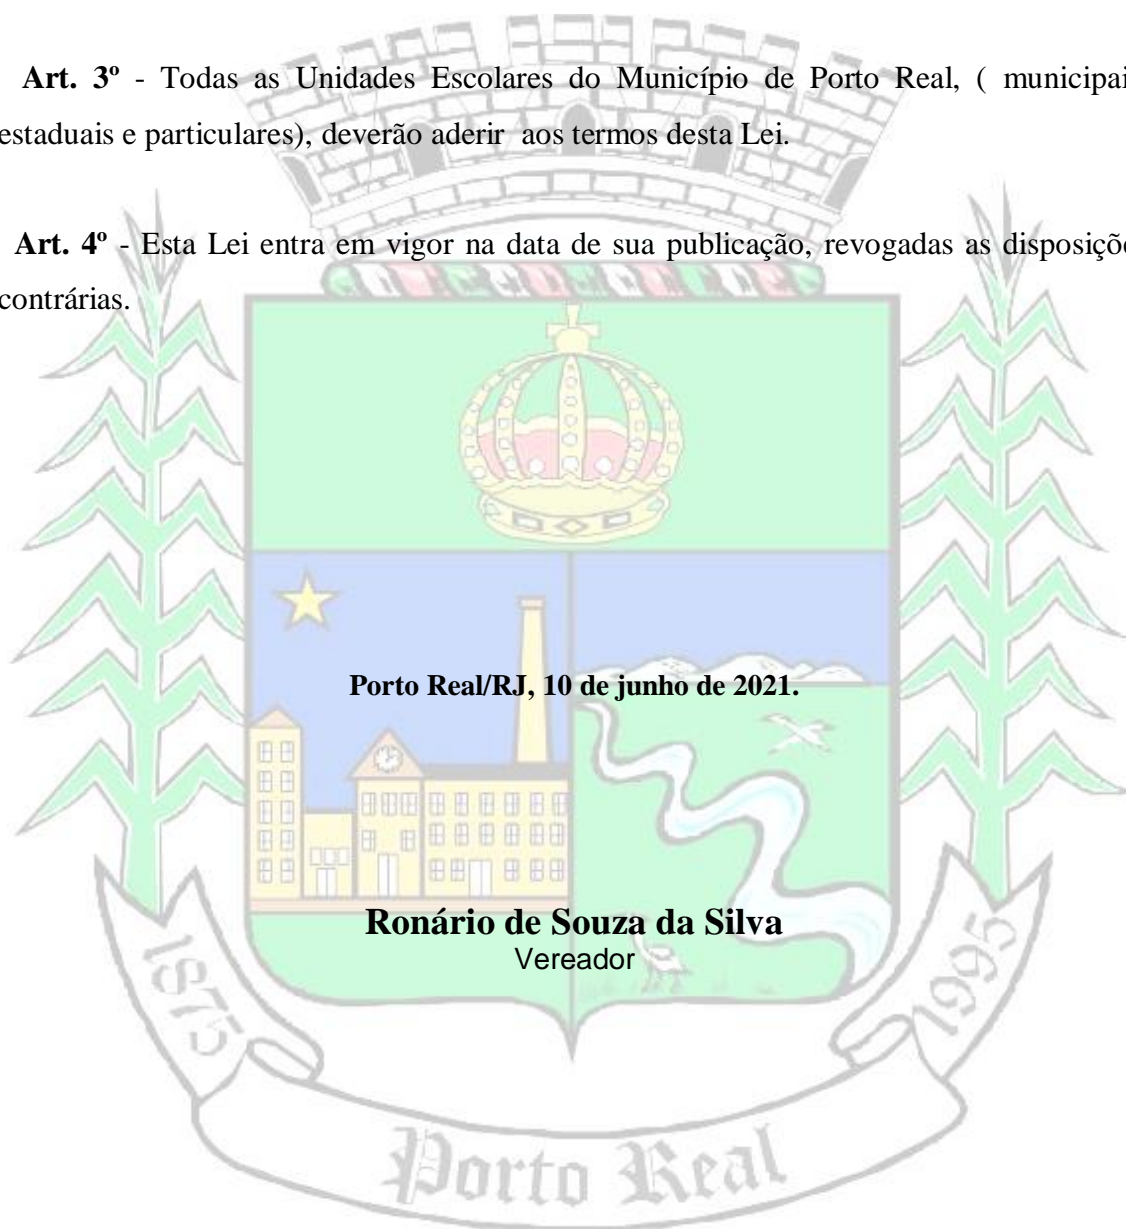 Art. 3º - Todas as Unidades Escolares do Município de Porto Real, ( municipai
estaduais e particulares), deverão aderir aos termos desta Lei.
Art. 4º - Esta Lei entra em vigor na data de sua publicação, revogadas as disposiçõe
contrárias.
Porto Real/RJ, 10 de junho de 2021.
Ronário de Souza da Silva
Vereador
1875
1995
Porto Real